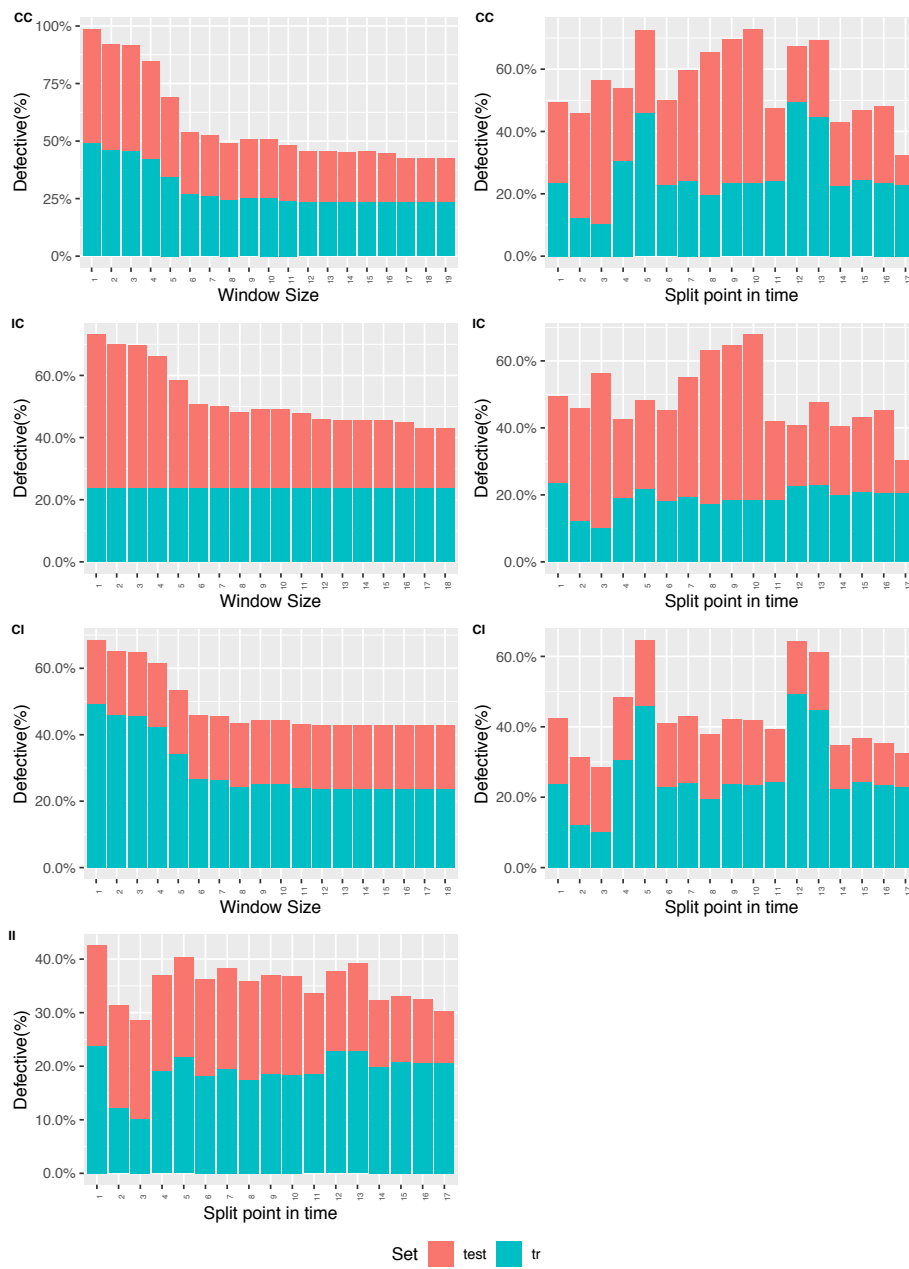 CC
100%
75%
50%
25%
0%
Defective(%)
1 2 3 4 5 6 7 8 9 10 11 12 13 14 15 16 17 18 19
Window Size
CC
60.0%
40.0%
20.0%
0.0%
Defective(%)
1 2 3 4 5 6 7 8 9 10 11 12 13 14 15 16 17
Split point in time
IC
60.0%
40.0%
20.0%
0.0%
Defective(%)
1 2 3 4 5 6 7 8 9 10 11 12 13 14 15 16 17 18
Window Size
IC
60.0%
40.0%
20.0%
0.0%
Defective(%)
1 2 3 4 5 6 7 8 9 10 11 12 13 14 15 16 17
Split point in time
CI
60.0%
40.0%
20.0%
0.0%
Defective(%)
1 2 3 4 5 6 7 8 9 10 11 12 13 14 15 16 17 18
Window Size
CI
60.0%
40.0%
20.0%
0.0%
Defective(%)
1 2 3 4 5 6 7 8 9 10 11 12 13 14 15 16 17
Split point in time
II
40.0%
30.0%
20.0%
10.0%
0.0%
Defective(%)
1 2 3 4 5 6 7 8 9 10 11 12 13 14 15 16 17
Split point in time
Set test tr